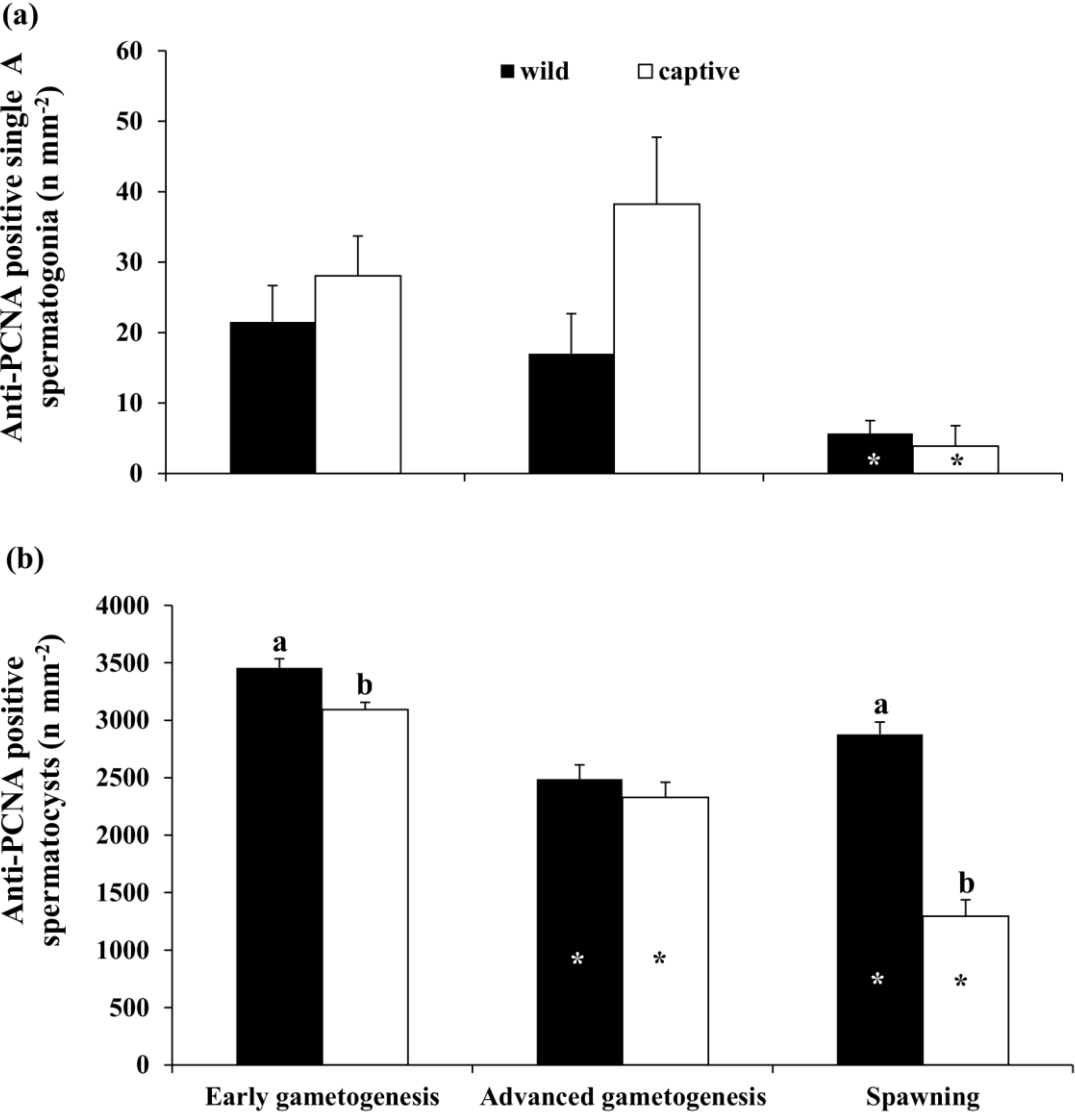 (a)
Anti-PCNA positive single A
spermatogonia (n mm-2)
60
50
40
30
20
10
0
wild
captive
*
*
(b)
Anti-PCNA positive
spermatocysts (n mm-2)
4000
3500
3000
2500
2000
1500
1000
500
0
a
b
*
*
a
b
*
*
Early gametogenesis
Advanced gametogenesis
Spawning